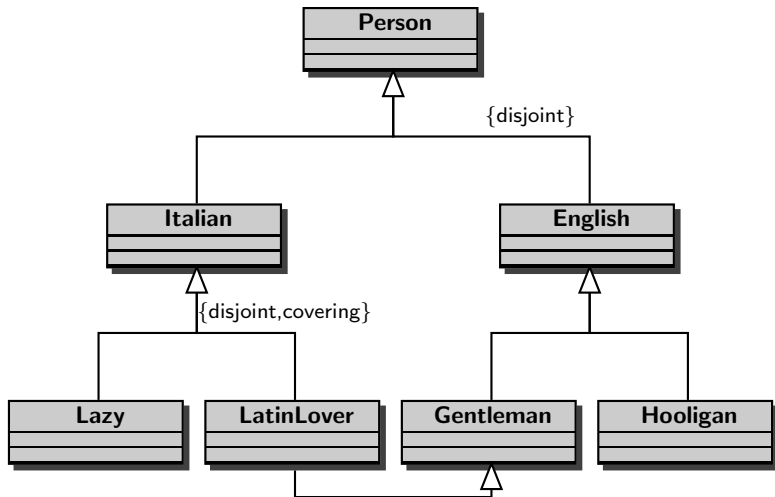 Person
{disjoint}
Italian
English
{disjoint,covering}
Lazy
LatinLover
Gentleman
Hooligan